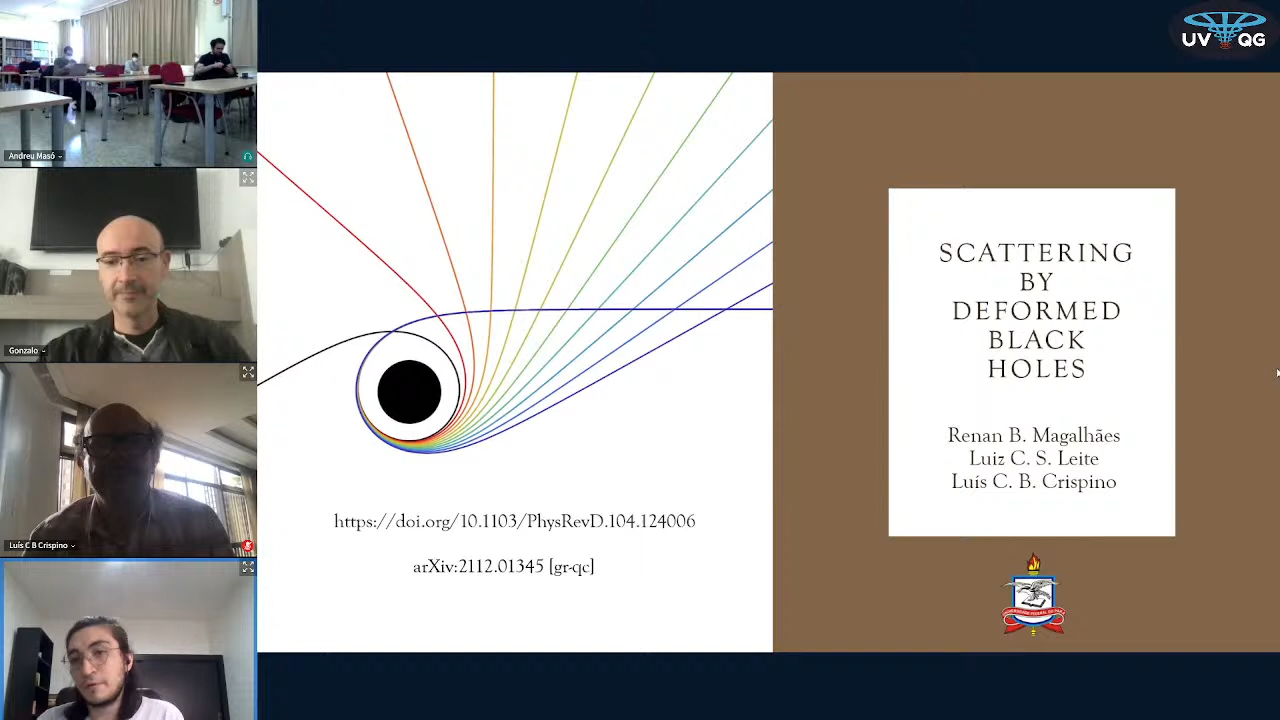 UV QG
Andreu Masó
Gonzalo
Luís C B Crispino
https://doi.org/10.1103/PhysRevD.104.124006
arXiv:2112.01345 [gr-qc]
SCATTERING
BY
DEFORMED
BLACK
HOLES
Renan B. Magalhães
Luiz C. S. Leite
Luís C. B. Crispino